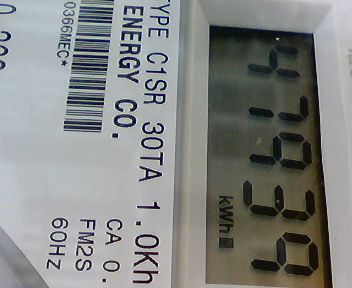 47939
kWh
TYPE C1SR 30TA 1.0Kh
ENERGY CO.
CA 0.
FM2S
60HZ
0366MEC*